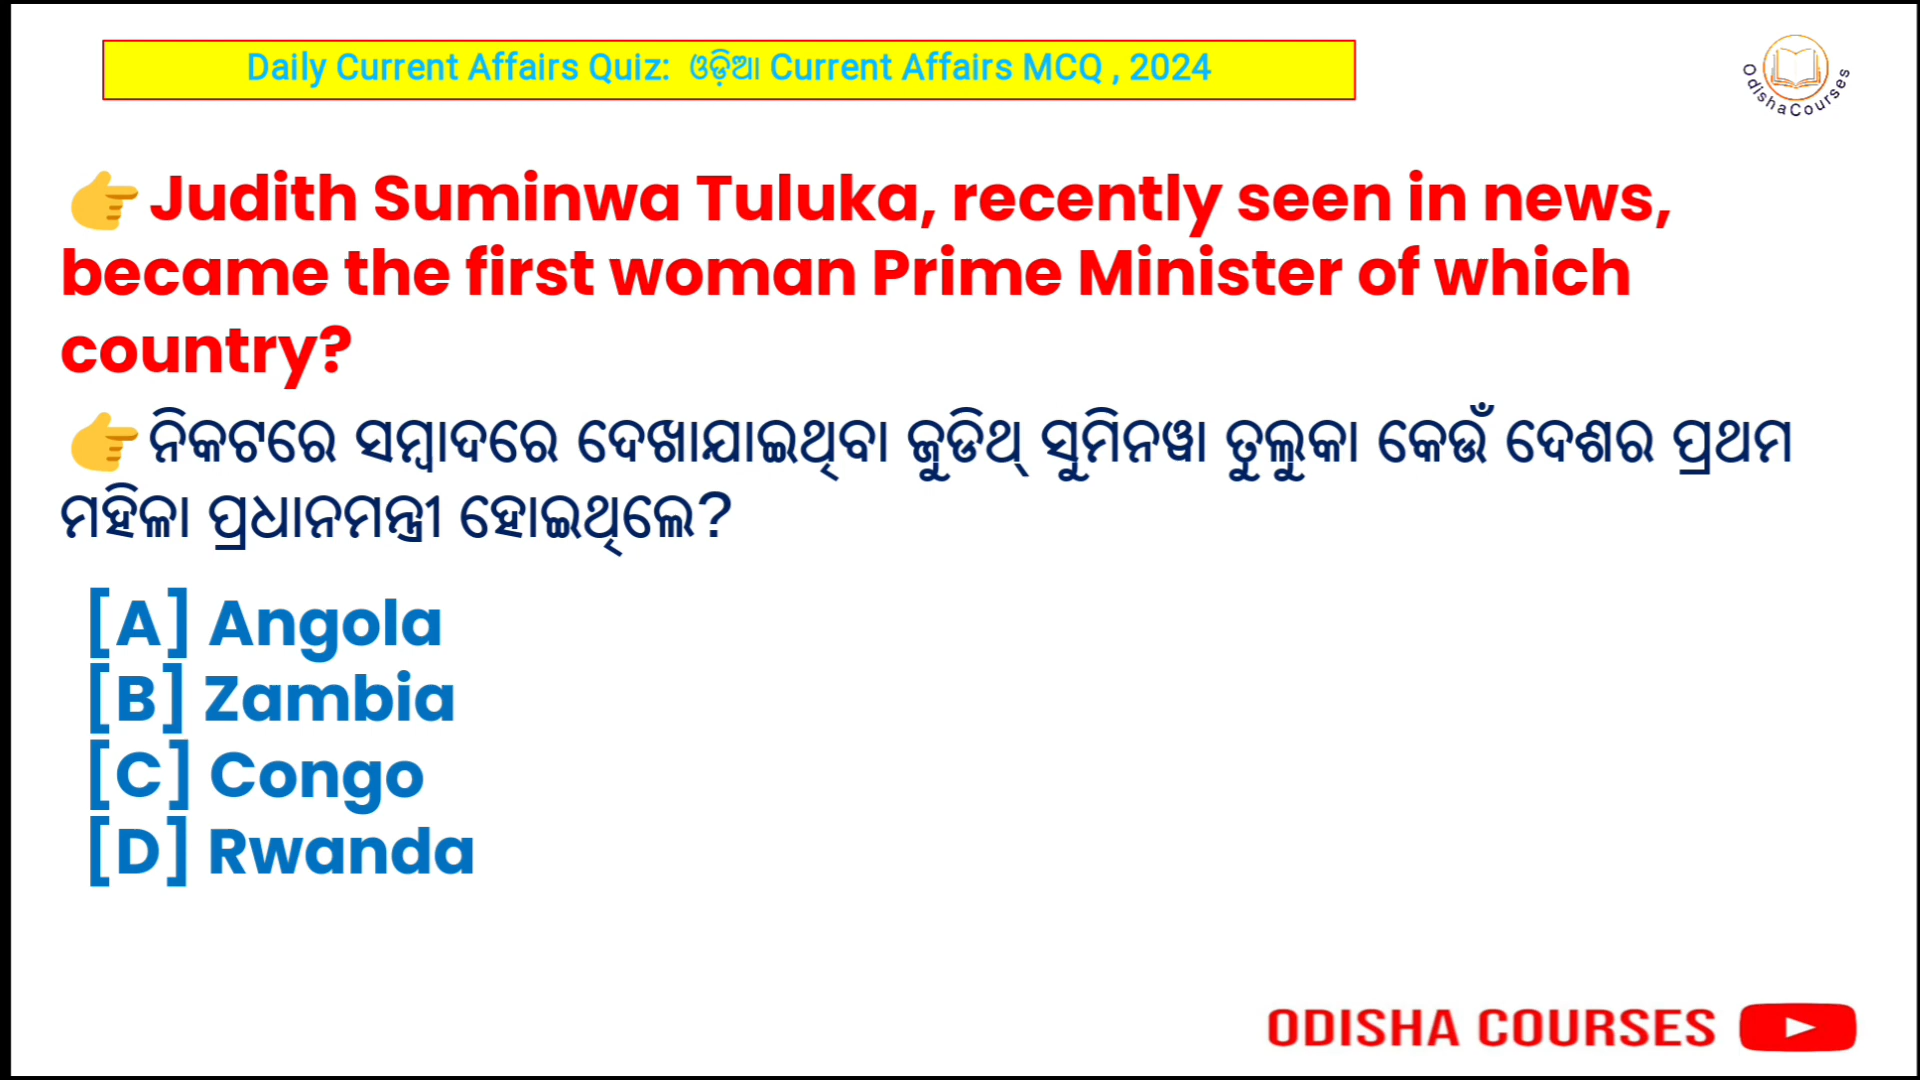 Daily Current Affairs Quiz: ଓଡ଼ିଆ Current Affairs MCQ , 2024
OdishaCourses
👉Judith Suminwa Tuluka, recently seen in news,
became the first woman Prime Minister of which
country?
👉ନିକଟରେ ସମ୍ବାଦରେ ଦେଖାଯାଇଥିବା ଜୁଡିଥ୍ ସୁମିନୱା ତୁଲୁକା କେଉଁ ଦେଶର ପ୍ରଥମ
ମହିଳା ପ୍ରଧାନମନ୍ତ୍ରୀ ହୋଇଥିଲେ?
[A] Angola
[B] Zambia
[C] Congo
[D] Rwanda
ODISHA COURSES